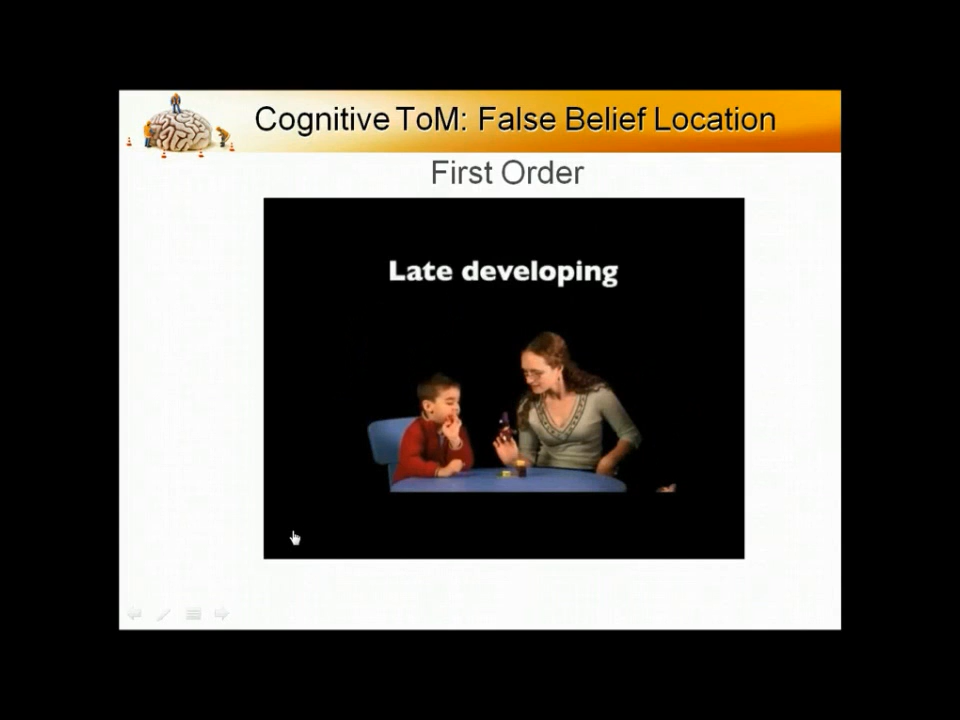 Cognitive ToM: False Belief Location
First Order
Late developing